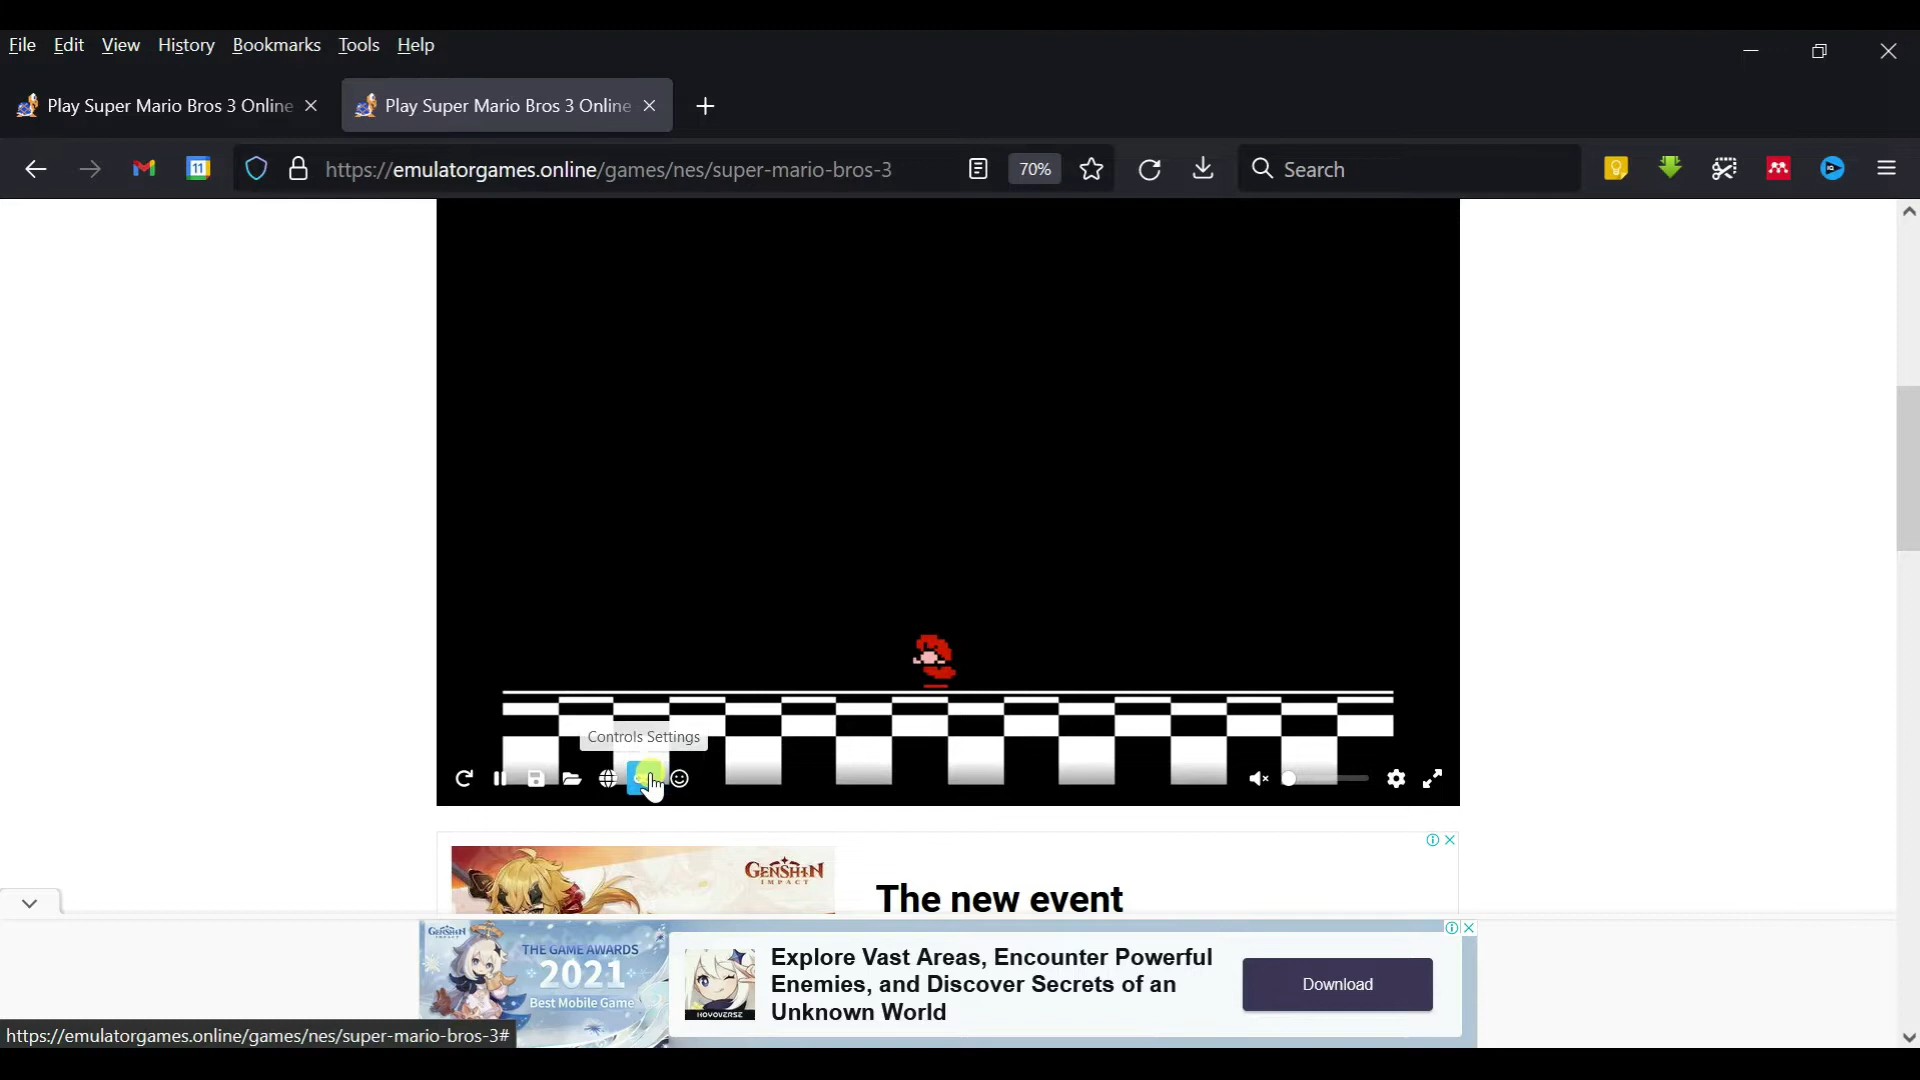 File Edit View History Bookmarks Tools Help
Play Super Mario Bros 3 Online
Play Super Mario Bros 3 Online
11
https://emulatorgames.online/games/nes/super-mario-bros-3
70%
Search
Controls Settings
GENSHIN
IMPACT
The new event
GENSHIN
THE GAME AWARDS
2021
Best Mobile Game
HOYOVERSE
Explore Vast Areas, Encounter Powerful
Enemies, and Discover Secrets of an
Unknown World
Download
https://emulatorgames.online/games/nes/super-mario-bros-3#